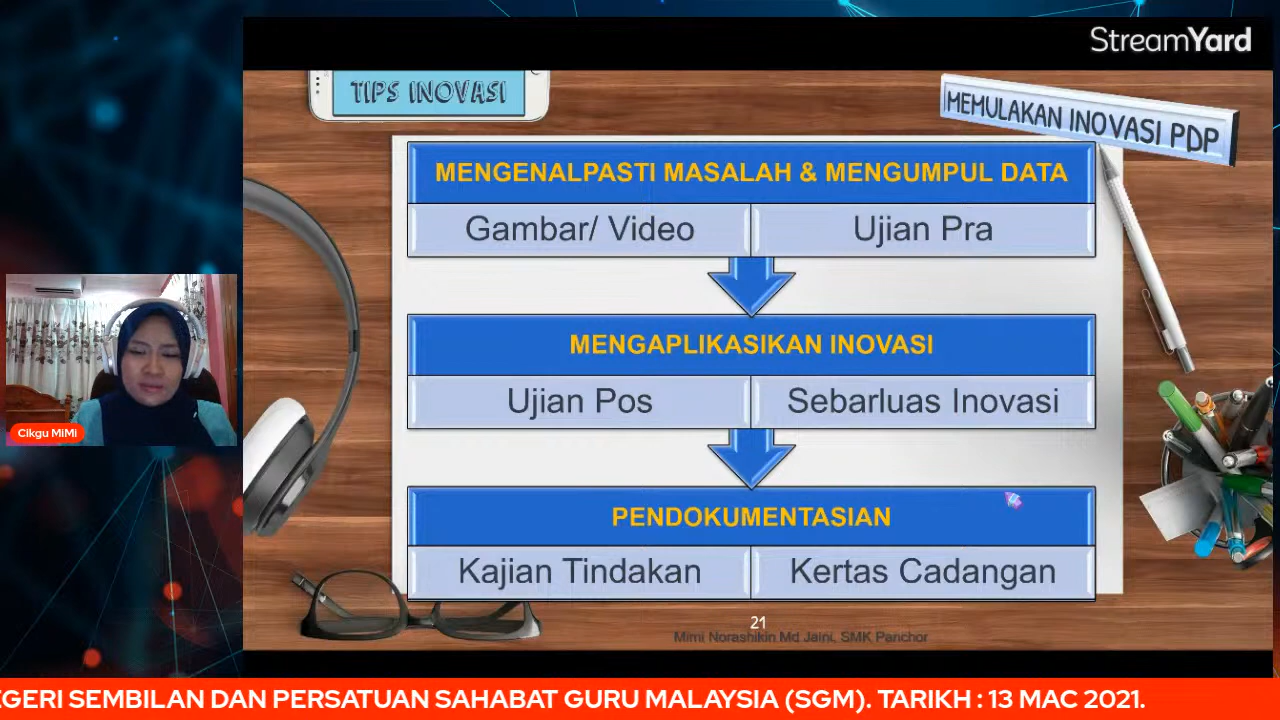 StreamYard
TIPS INOVASI
MEMULAKAN INOVASI PDP
MENGENALPASTI MASALAH & MENGUMPUL DATA
Gambar/ Video
Ujian Pra
MENGAPLIKASIKAN INOVASI
Ujian Pos
Sebarluas Inovasi
Cikgu MiMi
PENDOKUMENTASIAN
Kajian Tindakan
Kertas Cadangan
21
Mimi Norashikin Md Jaini, SMK Panchor
EGERI SEMBILAN DAN PERSATUAN SAHABAT GURU MALAYSIA (SGM). TARIKH : 13 MAC 2021.